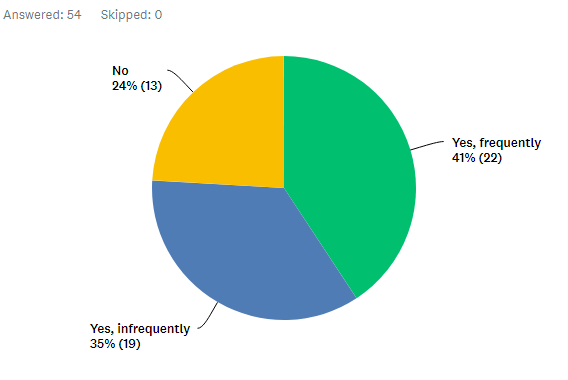 Answered: 54 Skipped: 0
No
24% (13)
Yes, frequently
41% (22)
Yes, infrequently
35% (19)